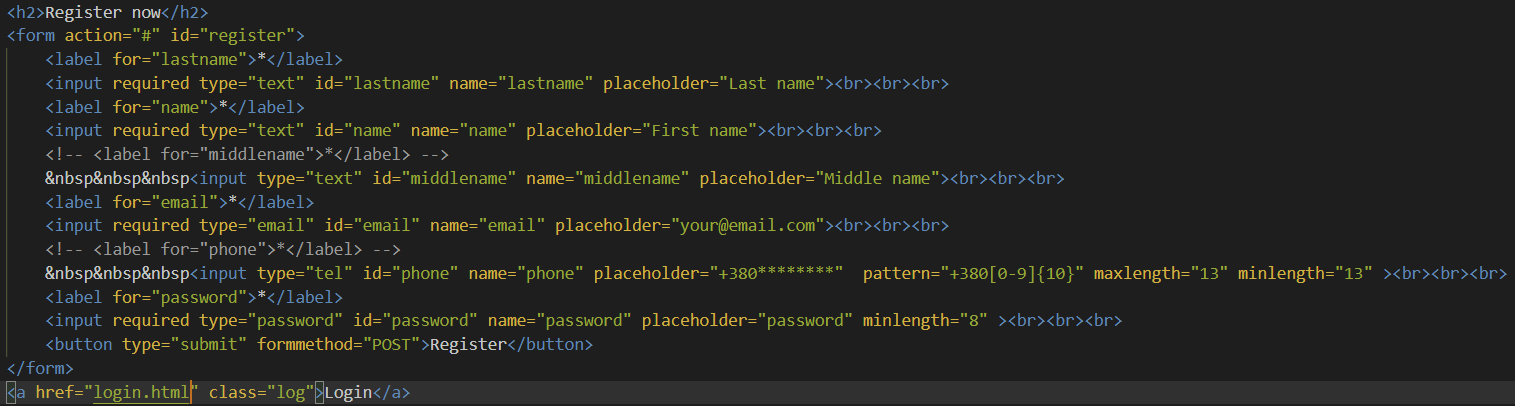 <h2>Register now</h2>
<form action="#" id="register">
<label for="lastname">*</label>
<input required type="text" id="lastname" name="lastname" placeholder="Last name"><br><br><br>
<label for="name">*</label>
<input required type="text" id="name" name="name" placeholder="First name"><br><br><br>
<!-- <label for="middlename">*</label> -->
&nbsp&nbsp&nbsp<input type="text" id="middlename" name="middlename" placeholder="Middle name"><br><br><br>
<label for="email">*</label>
<input required type="email" id="email" name="email" placeholder="your@email.com"><br><br><br>
<!-- <label for="phone">*</label> -->
&nbsp&nbsp&nbsp<input type="tel" id="phone" name="phone" placeholder="+380********"  pattern="+380[0-9]{10}" maxlength="13" minlength="13" ><br><br><br>
<label for="password">*</label>
<input required type="password" id="password" name="password" placeholder="password" minlength="8" ><br><br><br>
<button type="submit" formmethod="POST">Register</button>
</form>
<a href="login.html" class="log">Login</a>